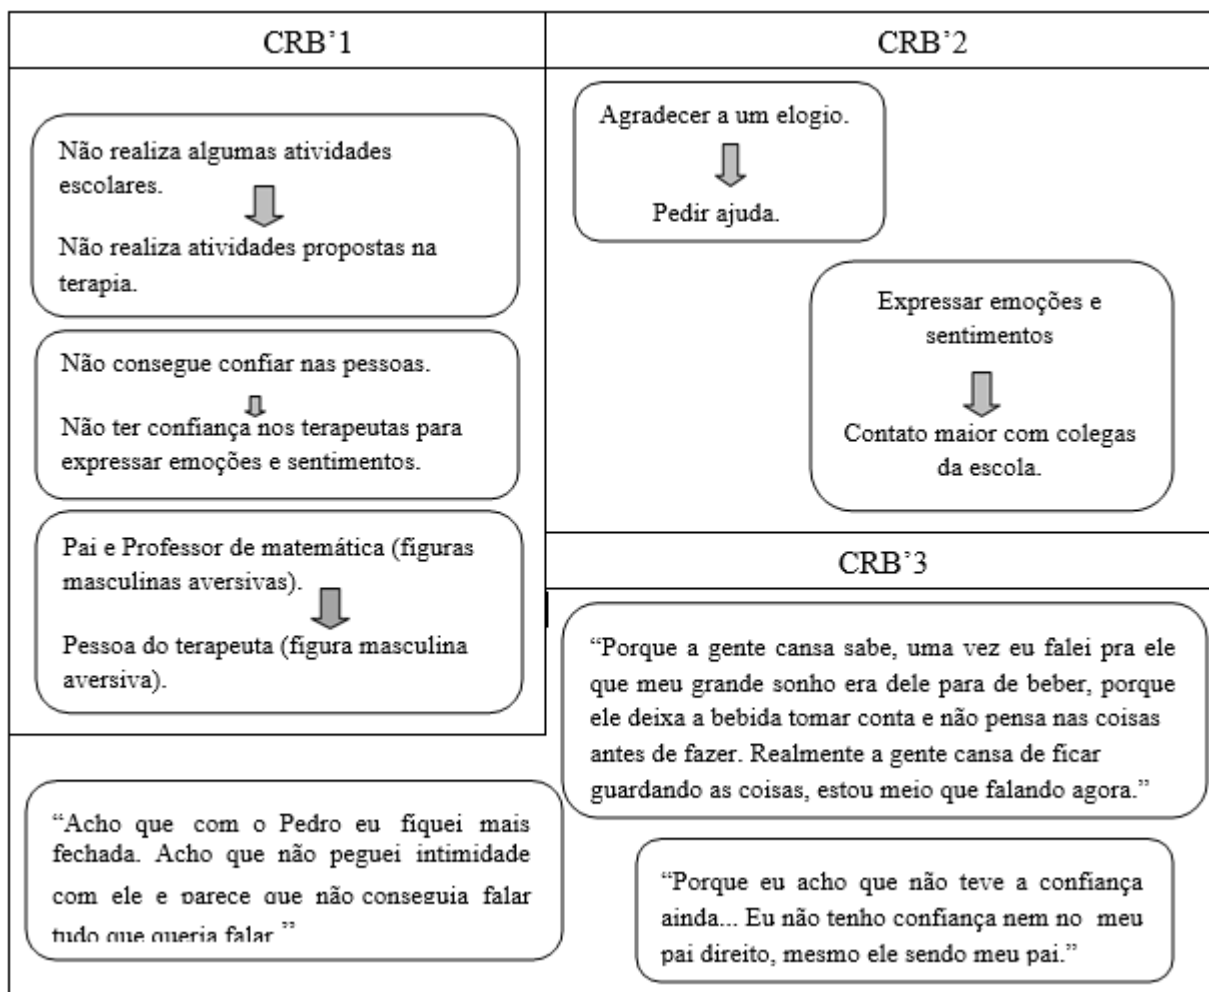 CRB’1
Não realiza algumas atividades
escolares.
Não realiza atividades propostas na
terapia.
Não consegue confiar nas pessoas.
Não ter confiança nos terapeutas para
expressar emoções e sentimentos.
Pai e Professor de matemática (figuras
masculinas aversivas).
Pessoa do terapeuta (figura masculina
aversiva).
CRB’2
Agradecer a um elogio.
Pedir ajuda.
Expressar emoções e
sentimentos
Contato maior com colegas
da escola.
CRB’3
“Porque a gente cansa sabe, uma vez eu falei pra ele
que meu grande sonho era dele para de beber, porque
ele deixa a bebida tomar conta e não pensa nas coisas
antes de fazer. Realmente a gente cansa de ficar
guardando as coisas, estou meio que falando agora.”
“Acho que com o Pedro eu fiquei mais
fechada. Acho que não peguei intimidade
com ele e parece que não conseguia falar
tudo que queria falar.”
“Porque eu acho que não teve a confiança
ainda... Eu não tenho confiança nem no meu
pai direito, mesmo ele sendo meu pai.”